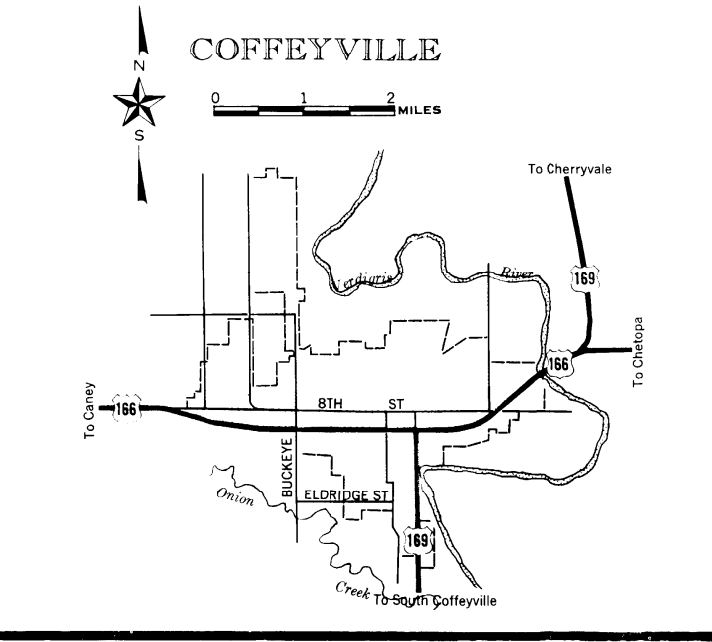 COFFEYVILLE
N
S
0 1 2
MILES
To Cherryvale
Verdigris River
169
166
To Chetopa
To Caney
166
8TH ST
BUCKEYE
ELDRIDGE ST
Onion Creek
169
To South Coffeyville